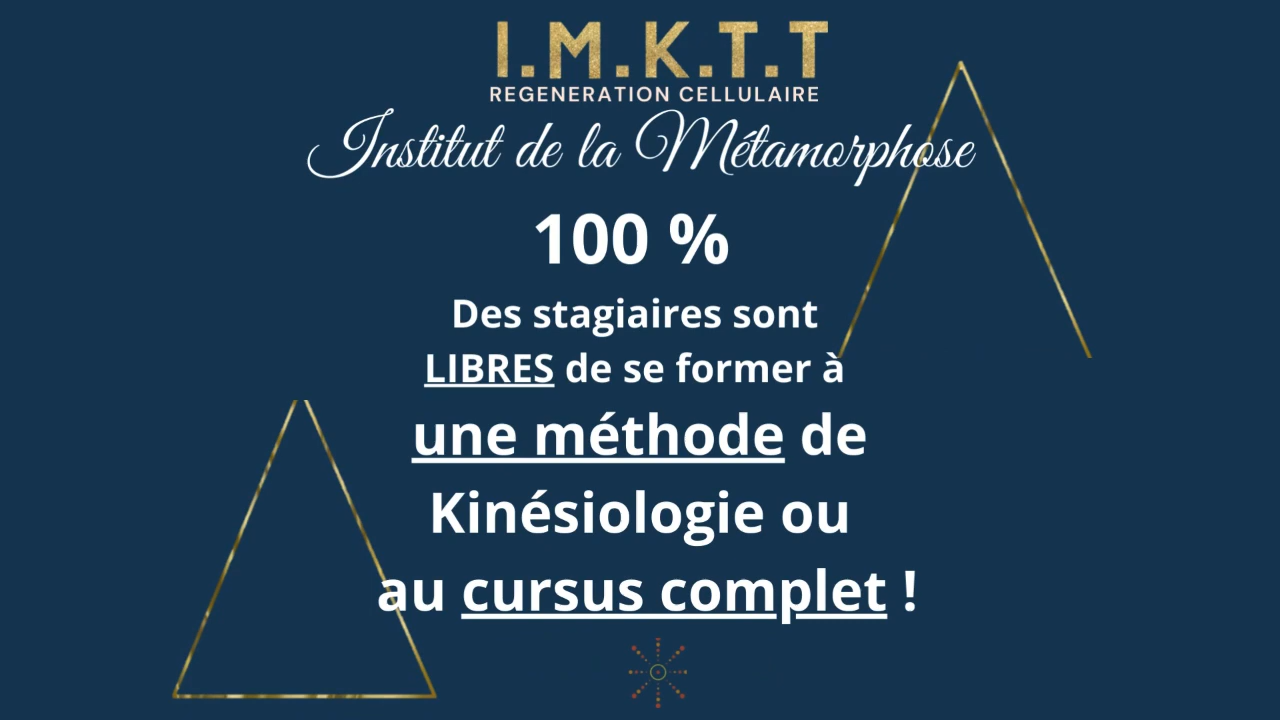 I.M.K.T.T
REGENERATION CELLULAIRE
Institut de la Métamorphose
100 %
Des stagiaires sont
LIBRES de se former à
une méthode de
Kinésiologie ou
au cursus complet !